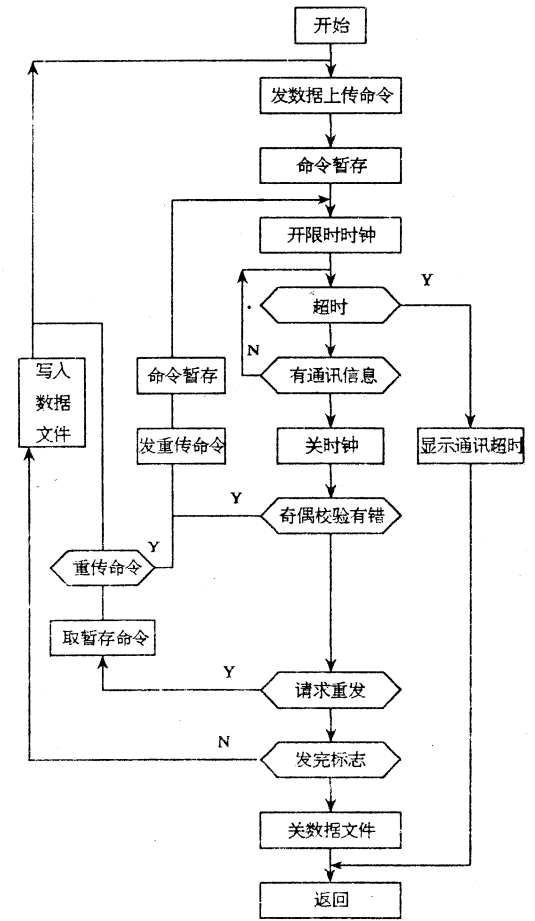 开始
发数据上传命令
命令暂存
开限时时钟
Y
超时
N
写入
数据
文件
命令暂存
有通讯信息
发重传命令
关时钟
显示通讯超时
Y
奇偶校验有错
Y
重传命令
取暂存命令
Y
请求重发
N
发完标志
关数据文件
返回